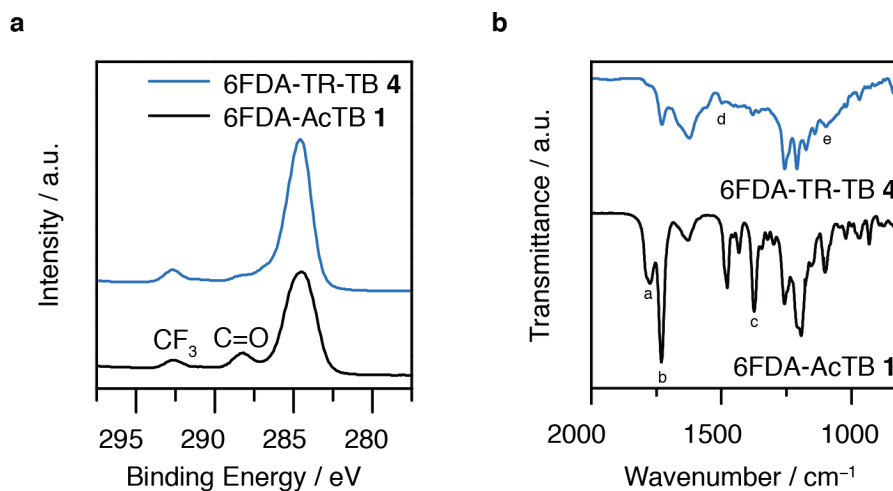 a
6FDA-TR-TB 4
6FDA-AcTB 1
CF₃
C=O
Intensity / a.u.
295
290
285
280
Binding Energy / eV
b
d
e
6FDA-TR-TB 4
a
c
b
6FDA-AcTB 1
Transmittance / a.u.
2000
1500
1000
Wavenumber / cm⁻¹